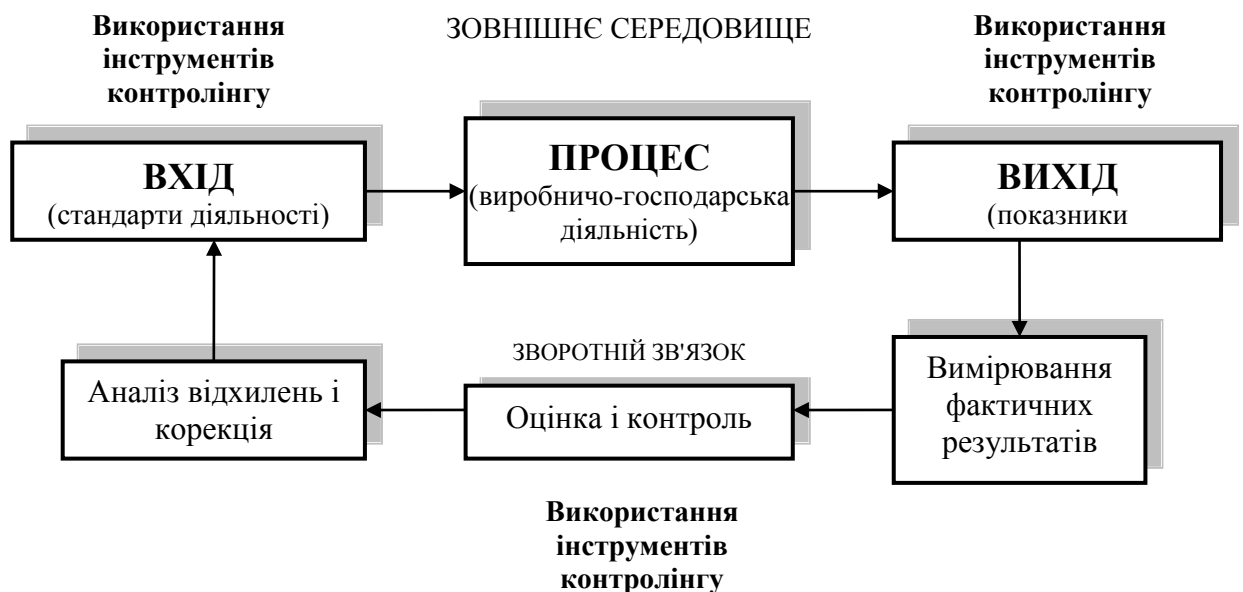 Використання
інструментів
контролінгу
ЗОВНІШНЄ СЕРЕДОВИЩЕ
Використання
інструментів
контролінгу
ВХІД
(стандарти діяльності)
ПРОЦЕС
(виробничо-господарська
діяльність)
ВИХІД
(показники
ЗВОРОТНІЙ ЗВ'ЯЗОК
Аналіз відхилень і
корекція
Оцінка і контроль
Вимірювання
фактичних
результатів
Використання
інструментів
контролінгу